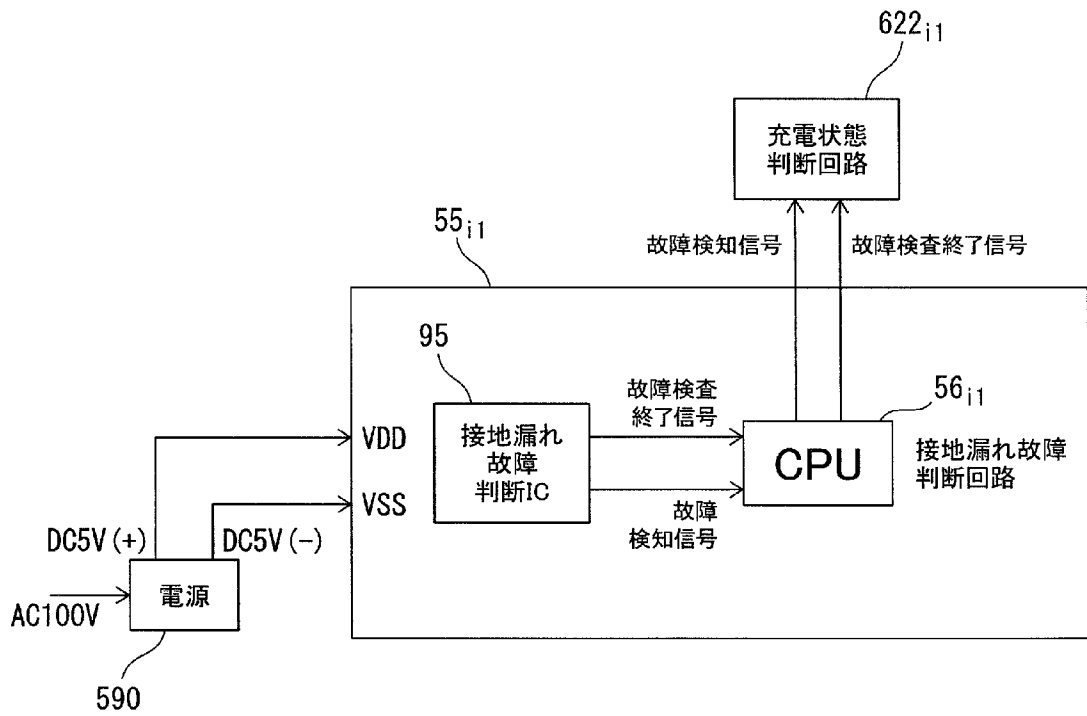 622i1
充電状態
判断回路
55i1
故障検知信号
故障検査終了信号
95
故障検査
終了信号
56i1
VDD
接地漏れ
故障
判断IC
CPU
接地漏れ故障
判断回路
VSS
故障
検知信号
DC5V(+)
DC5V(-)
電源
AC100V
590